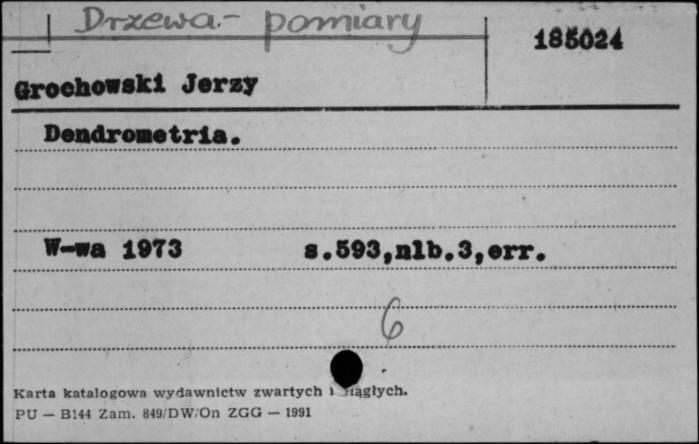 Drzewa - pomiary
185024
Grochowski Jerzy
Dendrometria.
W-wa 1973 s.593,nlb.3,err.
6
Karta katalogowa wydawnictw zwartych i ciągłych.
PU — B144 Zam. 849/DW/On ZGG — 1991